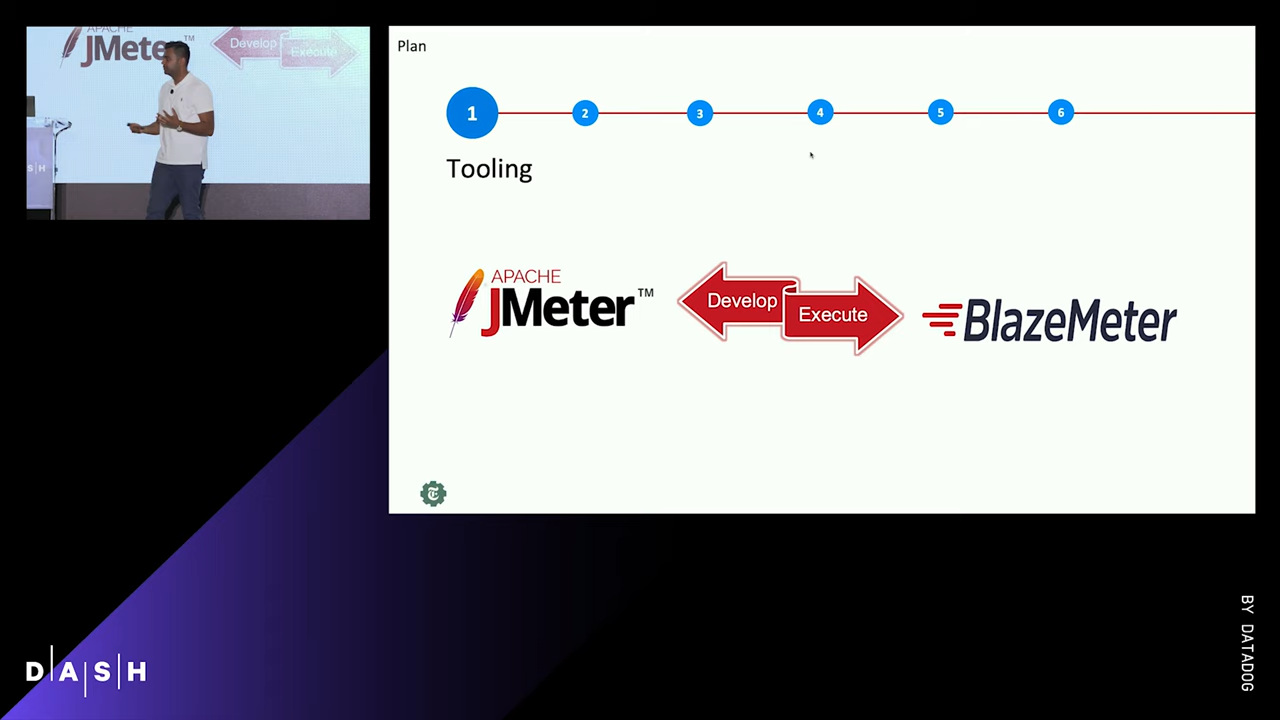 APACHE
JMeter™
Develop
Execute
S|H
Plan
1
2
3
4
5
6
Tooling
APACHE
JMeter™
Develop
Execute
BlazeMeter
T
D|A|S|H
BY DATADOG